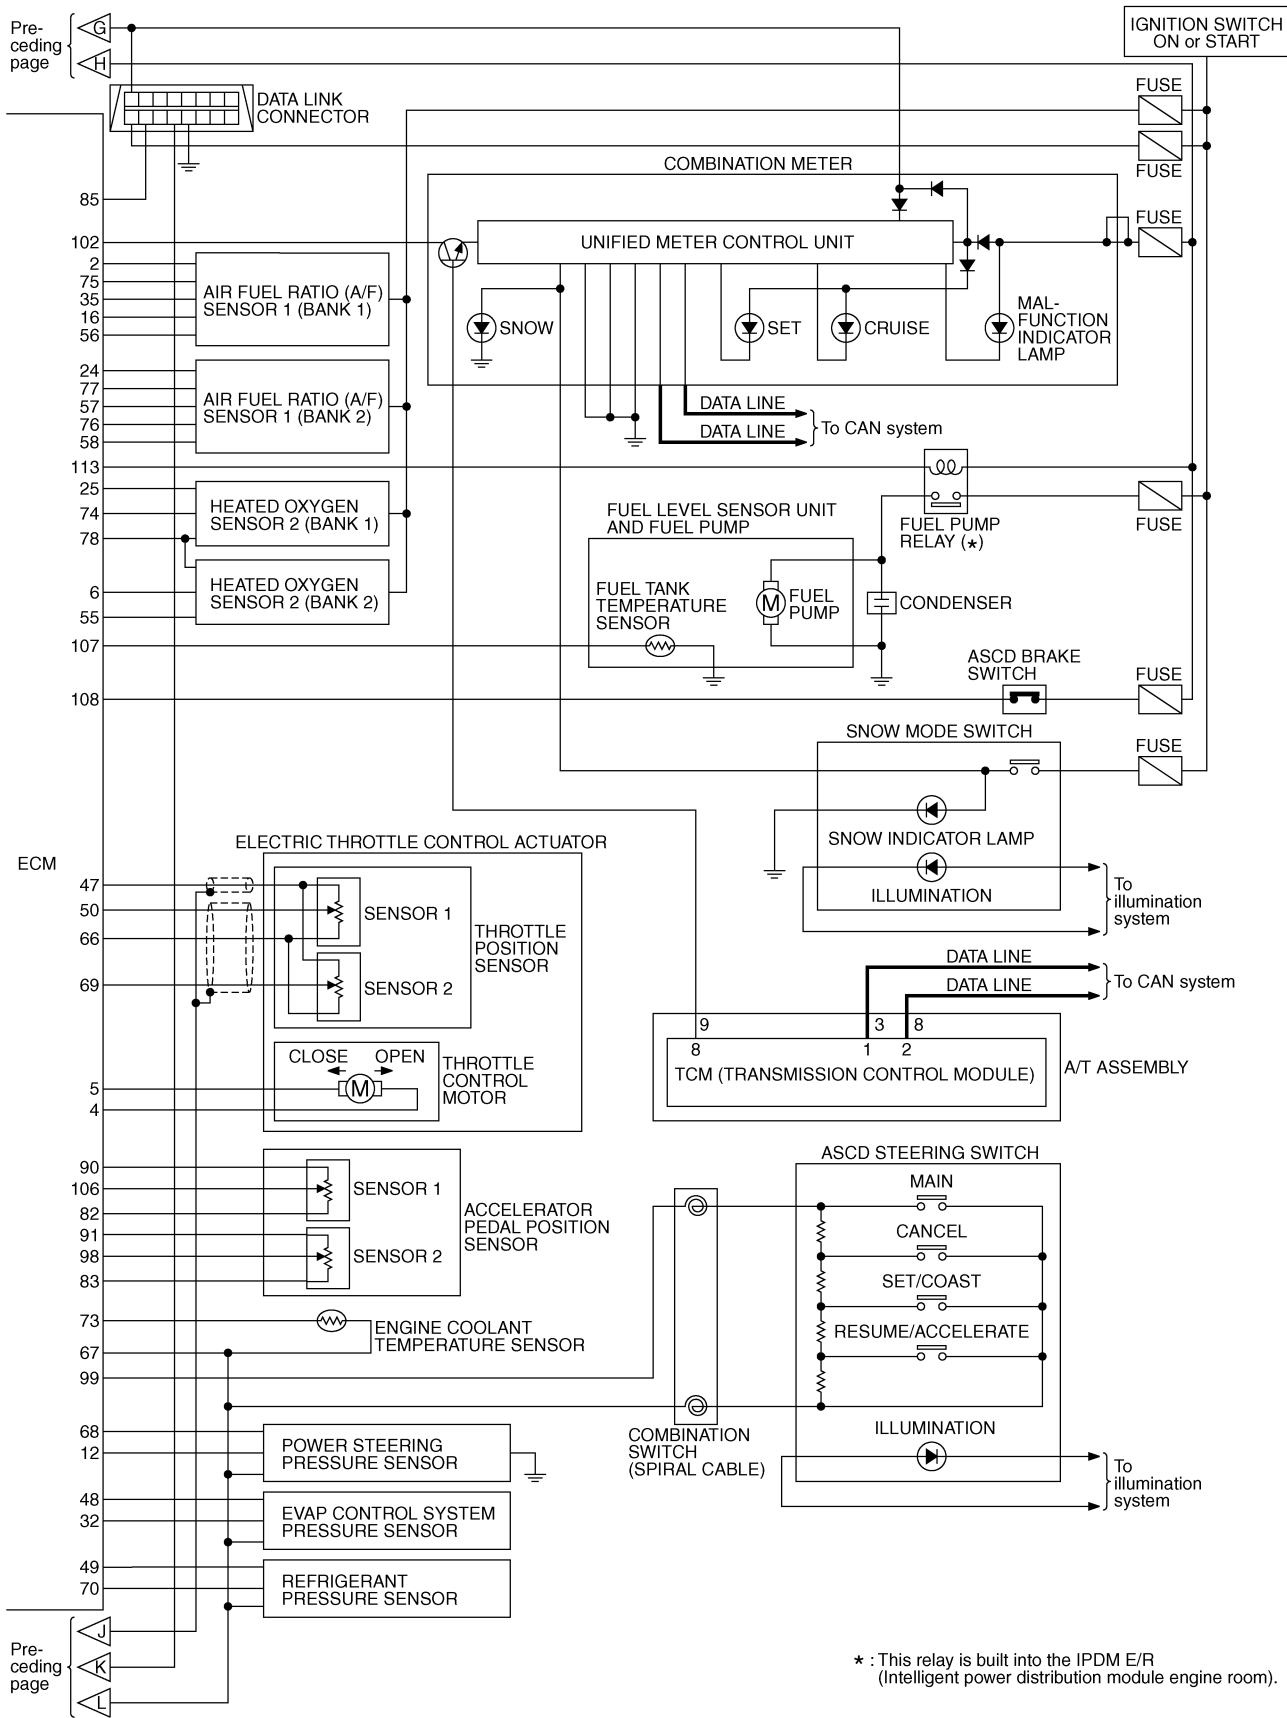 Pre-
ceding
page
G
H
IGNITION SWITCH
ON or START
DATA LINK
CONNECTOR
FUSE
FUSE
COMBINATION METER
85
102
UNIFIED METER CONTROL UNIT
FUSE
2
75
35
16
56
AIR FUEL RATIO (A/F)
SENSOR 1 (BANK 1)
SNOW
SET
CRUISE
MAL-
FUNCTION
INDICATOR
LAMP
24
77
57
76
58
AIR FUEL RATIO (A/F)
SENSOR 1 (BANK 2)
DATA LINE
DATA LINE
To CAN system
113
25
74
78
HEATED OXYGEN
SENSOR 2 (BANK 1)
FUEL LEVEL SENSOR UNIT
AND FUEL PUMP
FUEL PUMP
RELAY (*)
FUSE
6
55
HEATED OXYGEN
SENSOR 2 (BANK 2)
FUEL TANK
TEMPERATURE
SENSOR
M
FUEL
PUMP
CONDENSER
107
108
ASCD BRAKE
SWITCH
FUSE
SNOW MODE SWITCH
FUSE
SNOW INDICATOR LAMP
ILLUMINATION
To
illumination
system
ECM
ELECTRIC THROTTLE CONTROL ACTUATOR
47
50
66
69
SENSOR 1
SENSOR 2
THROTTLE
POSITION
SENSOR
DATA LINE
DATA LINE
To CAN system
9
3
8
8
1
2
TCM (TRANSMISSION CONTROL MODULE)
A/T ASSEMBLY
CLOSE
OPEN
M
THROTTLE
CONTROL
MOTOR
5
4
90
106
82
91
98
83
SENSOR 1
SENSOR 2
ACCELERATOR
PEDAL POSITION
SENSOR
ASCD STEERING SWITCH
MAIN
CANCEL
SET/COAST
RESUME/ACCELERATE
ILLUMINATION
To
illumination
system
73
67
99
ENGINE COOLANT
TEMPERATURE SENSOR
COMBINATION
SWITCH
(SPIRAL CABLE)
68
12
POWER STEERING
PRESSURE SENSOR
48
32
EVAP CONTROL SYSTEM
PRESSURE SENSOR
49
70
REFRIGERANT
PRESSURE SENSOR
Pre-
ceding
page
J
K
L
* : This relay is built into the IPDM E/R
(Intelligent power distribution module engine room).